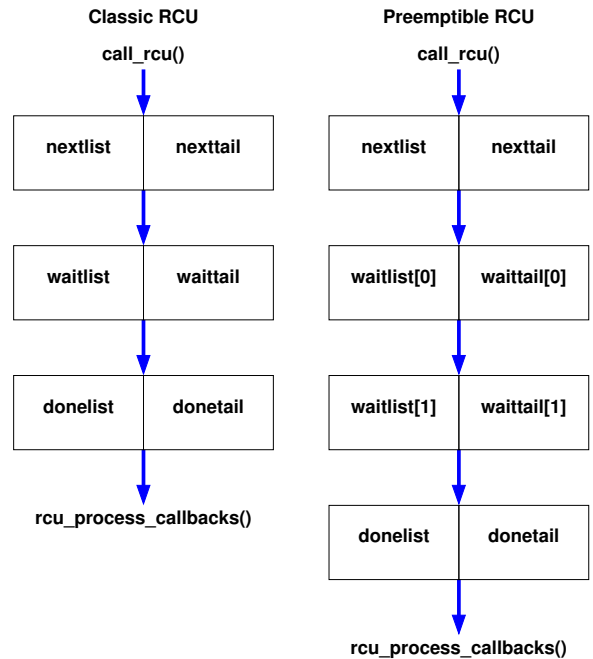 Classic RCU
call_rcu()
nextlist nexttail
waitlist waittail
donelist donetail
rcu_process_callbacks()
Preemptible RCU
call_rcu()
nextlist nexttail
waitlist[0] waittail[0]
waitlist[1] waittail[1]
donelist donetail
rcu_process_callbacks()